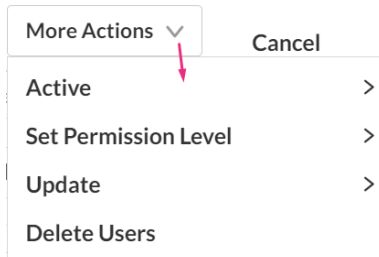 More Actions
Cancel
Active
Set Permission Level
Update
Delete Users